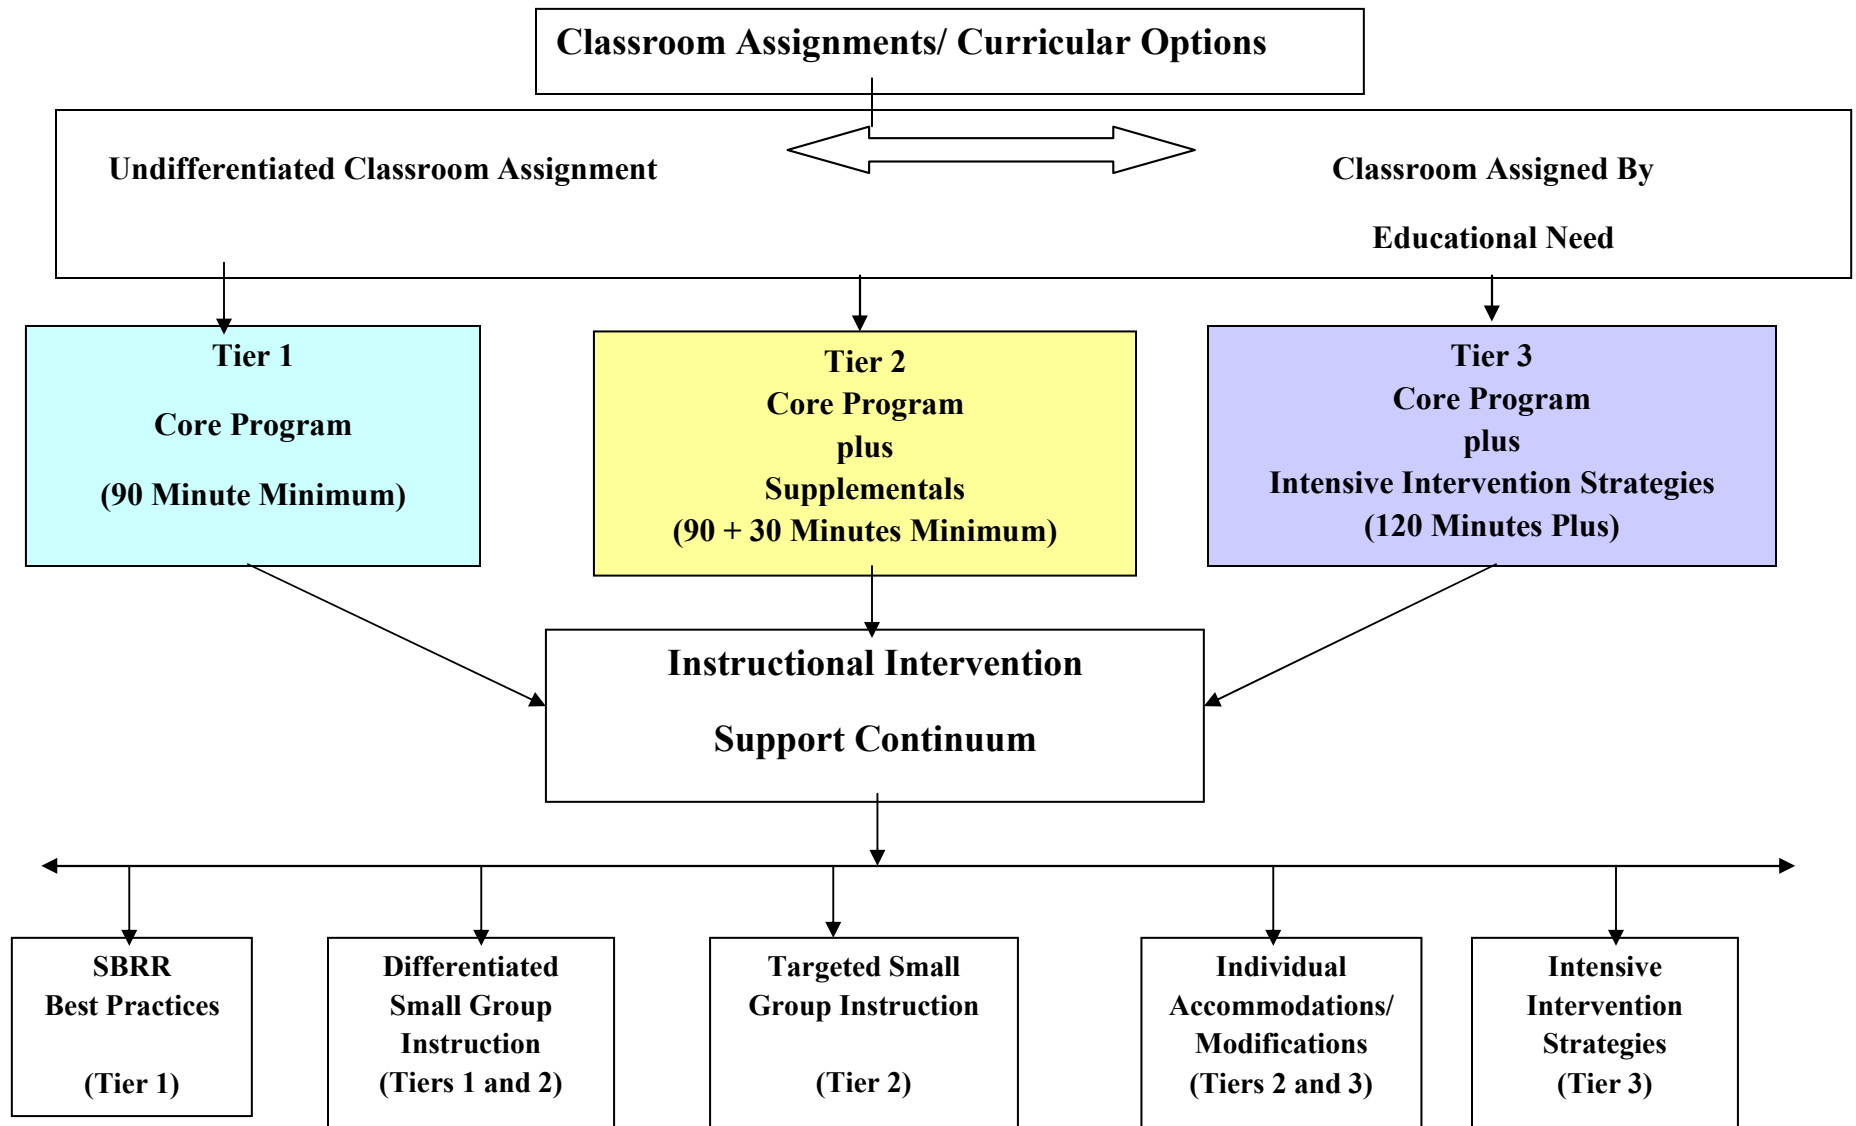 Classroom Assignments/ Curricular Options
Undifferentiated Classroom Assignment
Classroom Assigned By
Educational Need
Tier 1
Core Program
(90 Minute Minimum)
Tier 2
Core Program
plus
Supplementals
(90 + 30 Minutes Minimum)
Tier 3
Core Program
plus
Intensive Intervention Strategies
(120 Minutes Plus)
Instructional Intervention
Support Continuum
SBRR
Best Practices
(Tier 1)
Differentiated
Small Group
Instruction
(Tiers 1 and 2)
Targeted Small
Group Instruction
(Tier 2)
Individual
Accommodations/
Modifications
(Tiers 2 and 3)
Intensive
Intervention
Strategies
(Tier 3)